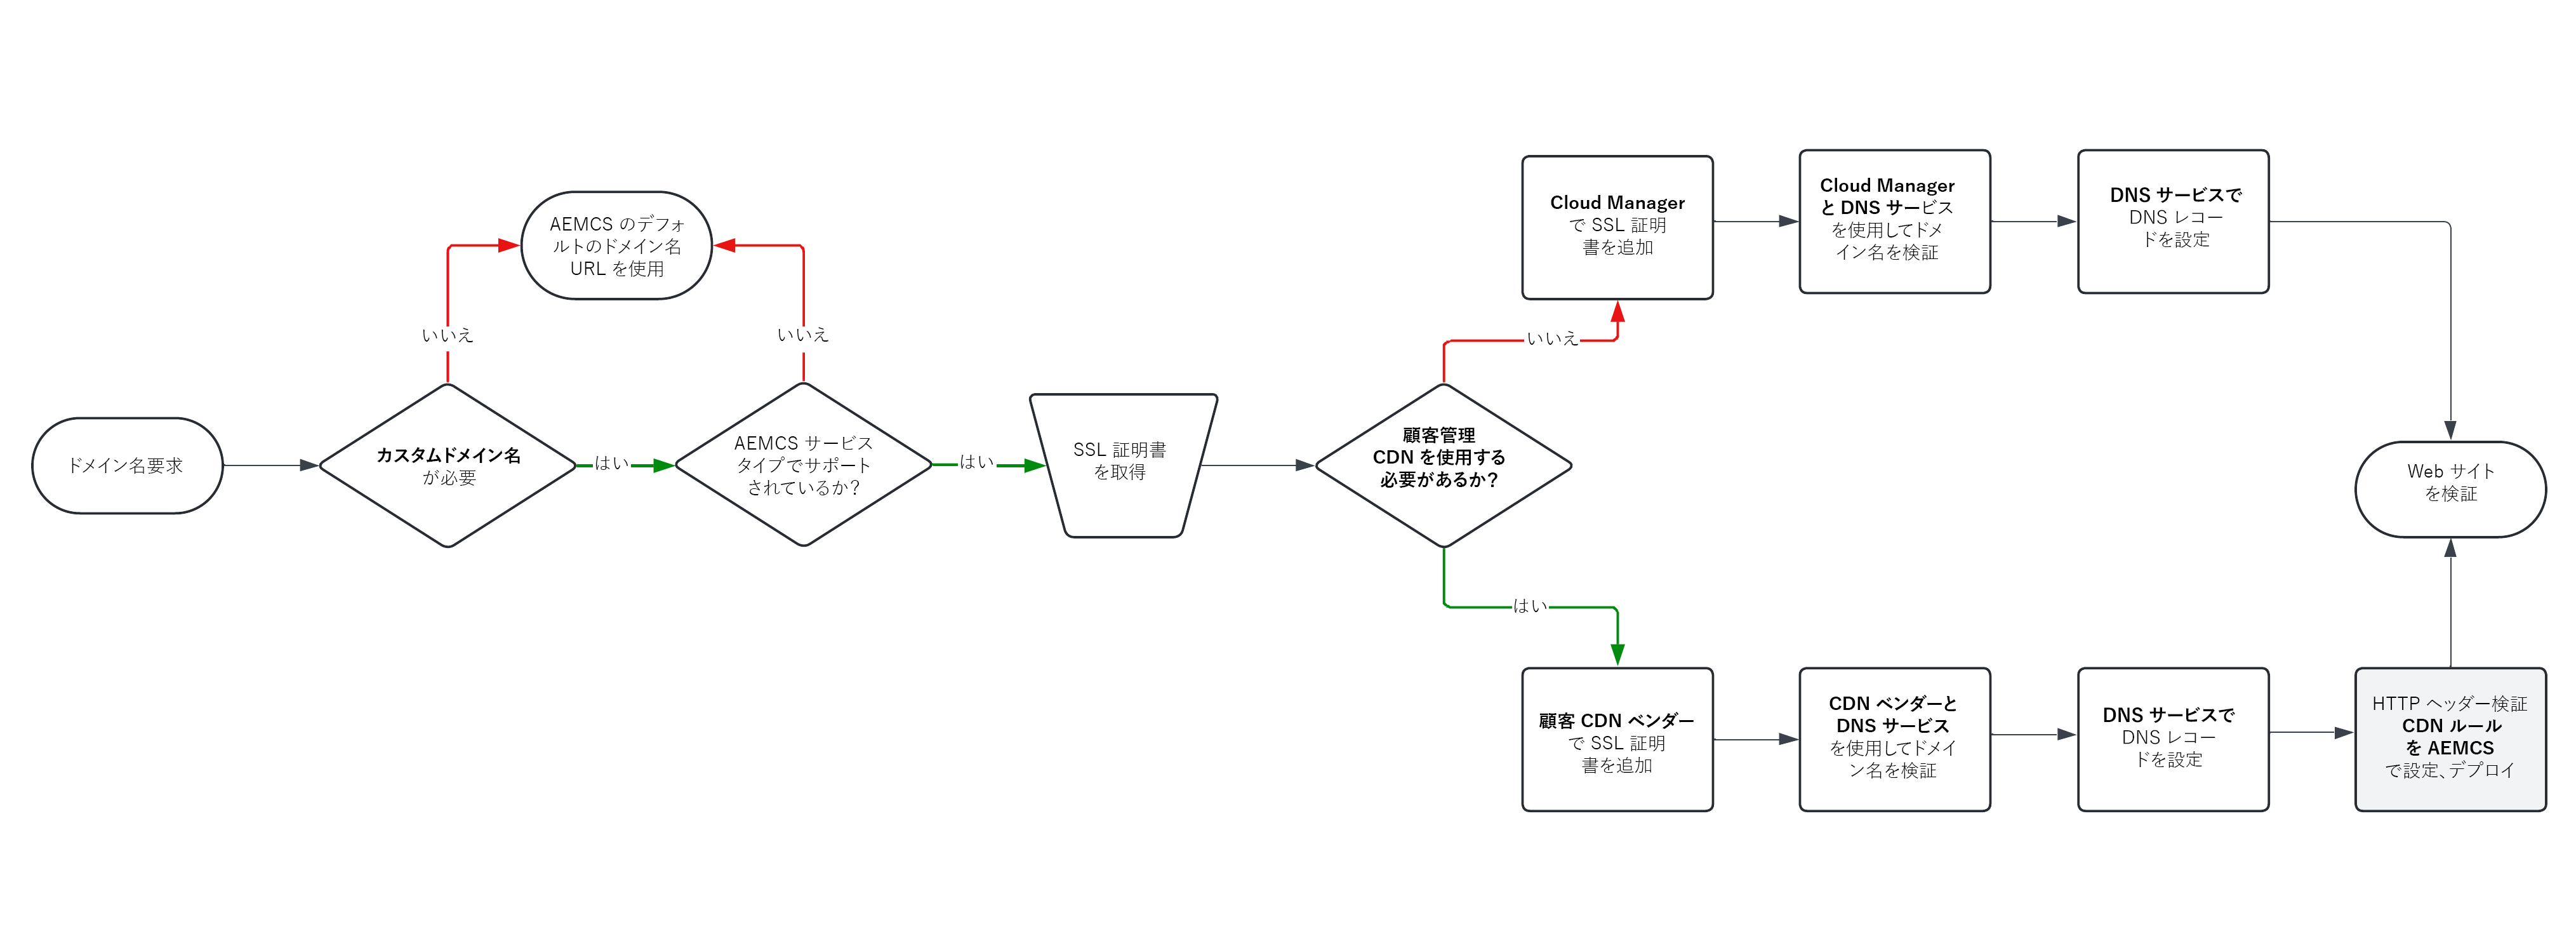 ドメイン名要求
カスタムドメイン名
が必要
いいえ
AEMCS のデフォ
ルトのドメイン名
URL を使用
はい
AEMCS サービス
タイプでサポート
されているか?
いいえ
はい
SSL 証明書
を取得
顧客管理
CDN を使用する
必要があるか?
いいえ
Cloud Manager
で SSL 証明
書を追加
Cloud Manager
と DNS サービス
を使用してドメ
イン名を検証
DNS サービスで
DNS レコー
ドを設定
はい
顧客 CDN ベンダー
で SSL 証明
書を追加
CDN ベンダーと
DNS サービス
を使用してドメイ
ン名を検証
DNS サービスで
DNS レコー
ドを設定
HTTP ヘッダー検証
CDN ルール
を AEMCS
で設定、デプロイ
Web サイト
を検証